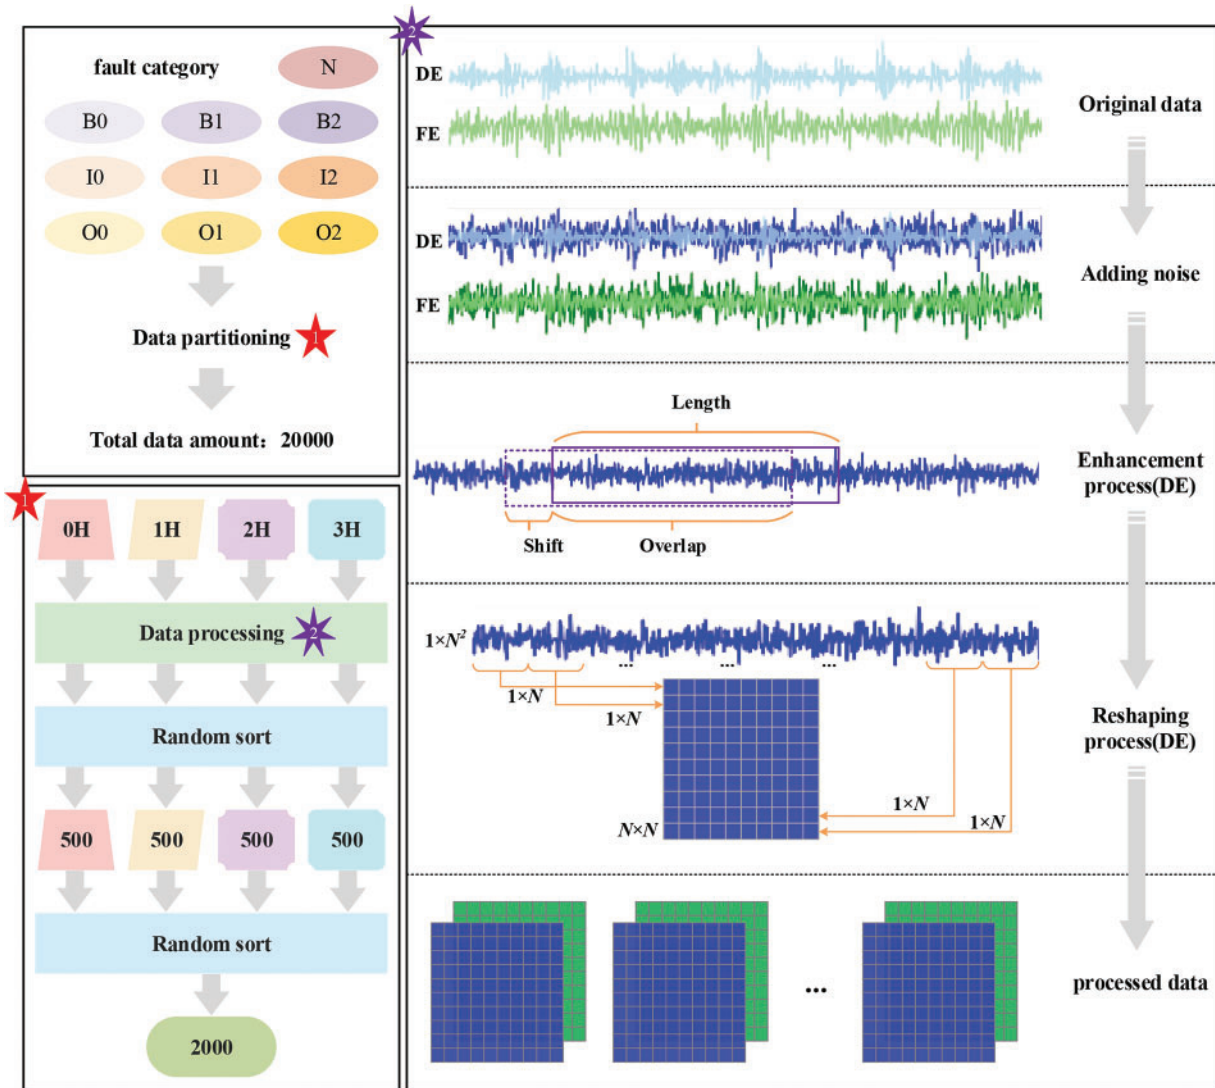 fault category
N
B0
B1
B2
I0
I1
I2
O0
O1
O2
Data partitioning
1
Total data amount: 20000
1
0H
1H
2H
3H
Data processing
2
Random sort
500
500
500
500
Random sort
2000
2
DE
FE
Original data
DE
FE
Adding noise
Length
Shift
Overlap
Enhancement
process(DE)
1×N²
...
...
...
1×N
1×N
1×N
1×N
N×N
Reshaping
process(DE)
...
processed data